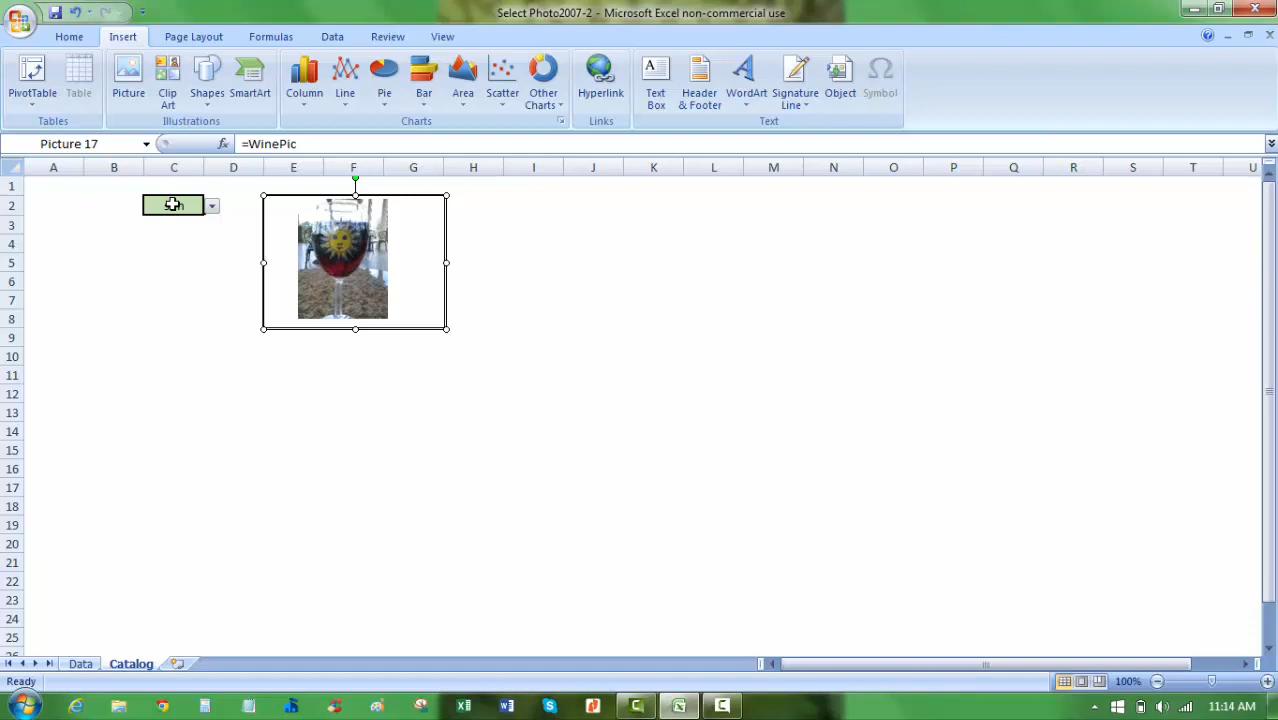 Select Photo2007-2 - Microsoft Excel non-commercial use
Home Insert Page Layout Formulas Data Review View
PivotTable Table Picture Clip Art Shapes SmartArt Column Line Pie Bar Area Scatter Other Charts Hyperlink Text Box Header & Footer WordArt Signature Line Object Symbol
Tables Illustrations Charts Links Text
Picture 17 fx =WinePic
A B C D E F G H I J K L M N O P Q R S T U
1
2
3
4
5
6
7
8
9
10
11
12
13
14
15
16
17
18
19
20
21
22
23
24
25
Data Catalog
Ready 100%
11:14 AM